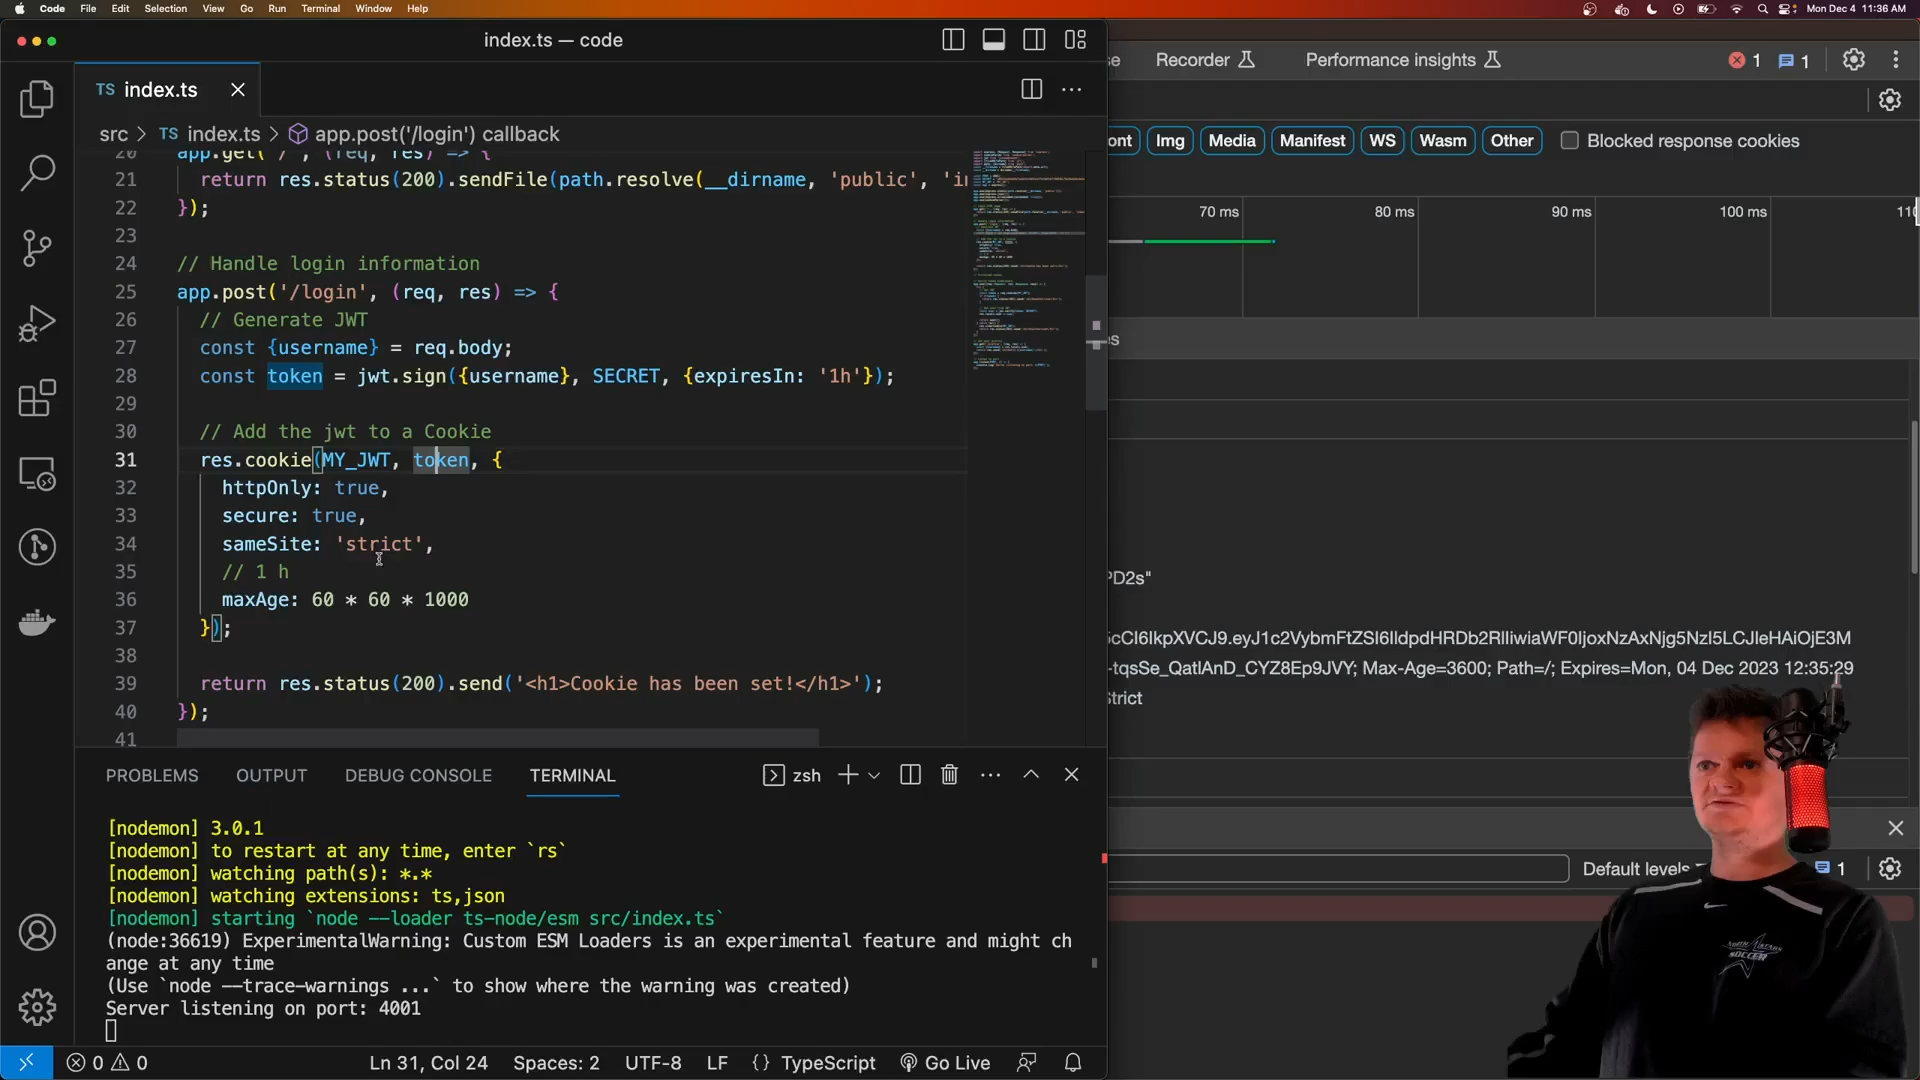 Code File Edit Selection View Go Run Terminal Window Help
Mon Dec 4 11:36 AM
index.ts — code
TS index.ts
src > TS index.ts > app.post('/login') callback
20 app.get('/', (req, res) => {
21 return res.status(200).sendFile(path.resolve(__dirname, 'public', 'i
22 });
23
24 // Handle login information
25 app.post('/login', (req, res) => {
26 // Generate JWT
27 const {username} = req.body;
28 const token = jwt.sign({username}, SECRET, {expiresIn: '1h'});
29
30 // Add the jwt to a Cookie
31 res.cookie(MY_JWT, token, {
32 httpOnly: true,
33 secure: true,
34 sameSite: 'strict',
35 // 1 h
36 maxAge: 60 * 60 * 1000
37 });
38
39 return res.status(200).send('<h1>Cookie has been set!</h1>');
40 });
41
PROBLEMS OUTPUT DEBUG CONSOLE TERMINAL zsh
[nodemon] 3.0.1
[nodemon] to restart at any time, enter `rs`
[nodemon] watching path(s): *.*
[nodemon] watching extensions: ts,json
[nodemon] starting `node --loader ts-node/esm src/index.ts`
(node:36619) ExperimentalWarning: Custom ESM Loaders is an experimental feature and might ch
ange at any time
(Use `node --trace-warnings ...` to show where the warning was created)
Server listening on port: 4001
0 0 Ln 31, Col 24 Spaces: 2 UTF-8 LF {} TypeScript Go Live
e Recorder Performance insights 1 1
ont Img Media Manifest WS Wasm Other Blocked response cookies
70 ms 80 ms 90 ms 100 ms 110
s
PD2s"
5cCI6IkpXVCJ9.eyJ1c2VybmFtZSI6IldpdHRDb2RlIiwiaWF0IjoxNzAxNjg5NzI5LCJleHAiOjE3M
-tqsSe_QatlAnD_CYZ8Ep9JVY; Max-Age=3600; Path=/; Expires=Mon, 04 Dec 2023 12:35:29
Strict
Default levels 1
SOCCER